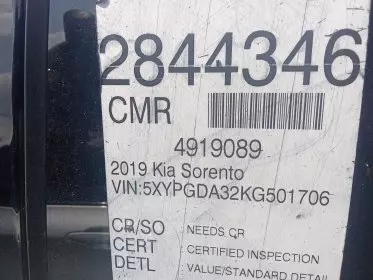 2844346
CMR
4919089
2019 Kia Sorento
VIN:5XYPGDA32KG501706
CR/SO : NEEDS CR
CERT : CERTIFIED INSPECTION
DETL : VALUE/STANDARD DETAIL